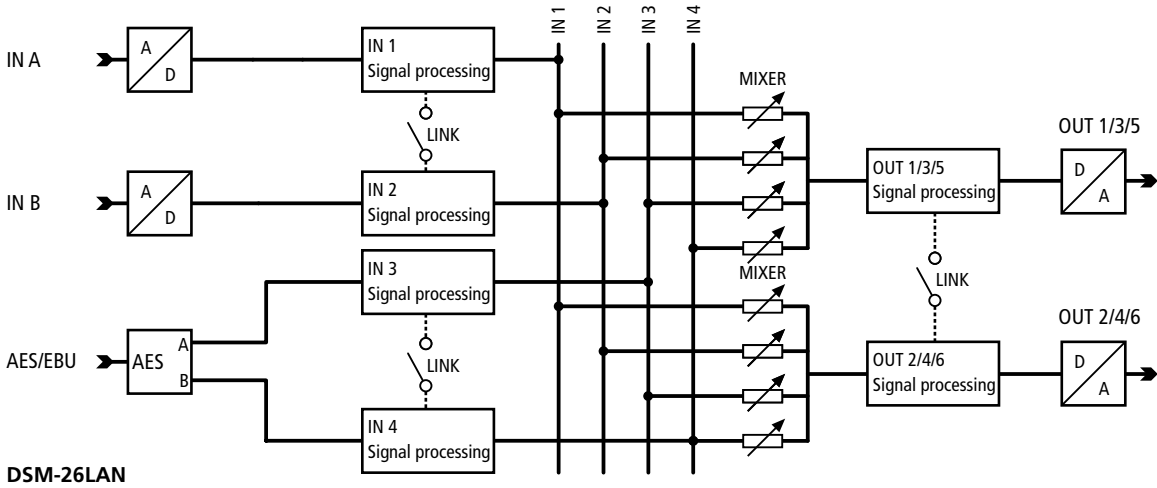 IN 1
IN 2
IN 3
IN 4
IN A
A
D
IN 1
Signal processing
LINK
IN B
A
D
IN 2
Signal processing
IN 3
Signal processing
AES/EBU
AES
A
B
LINK
IN 4
Signal processing
MIXER
MIXER
OUT 1/3/5
Signal processing
OUT 1/3/5
D
A
LINK
OUT 2/4/6
Signal processing
OUT 2/4/6
D
A
DSM-26LAN